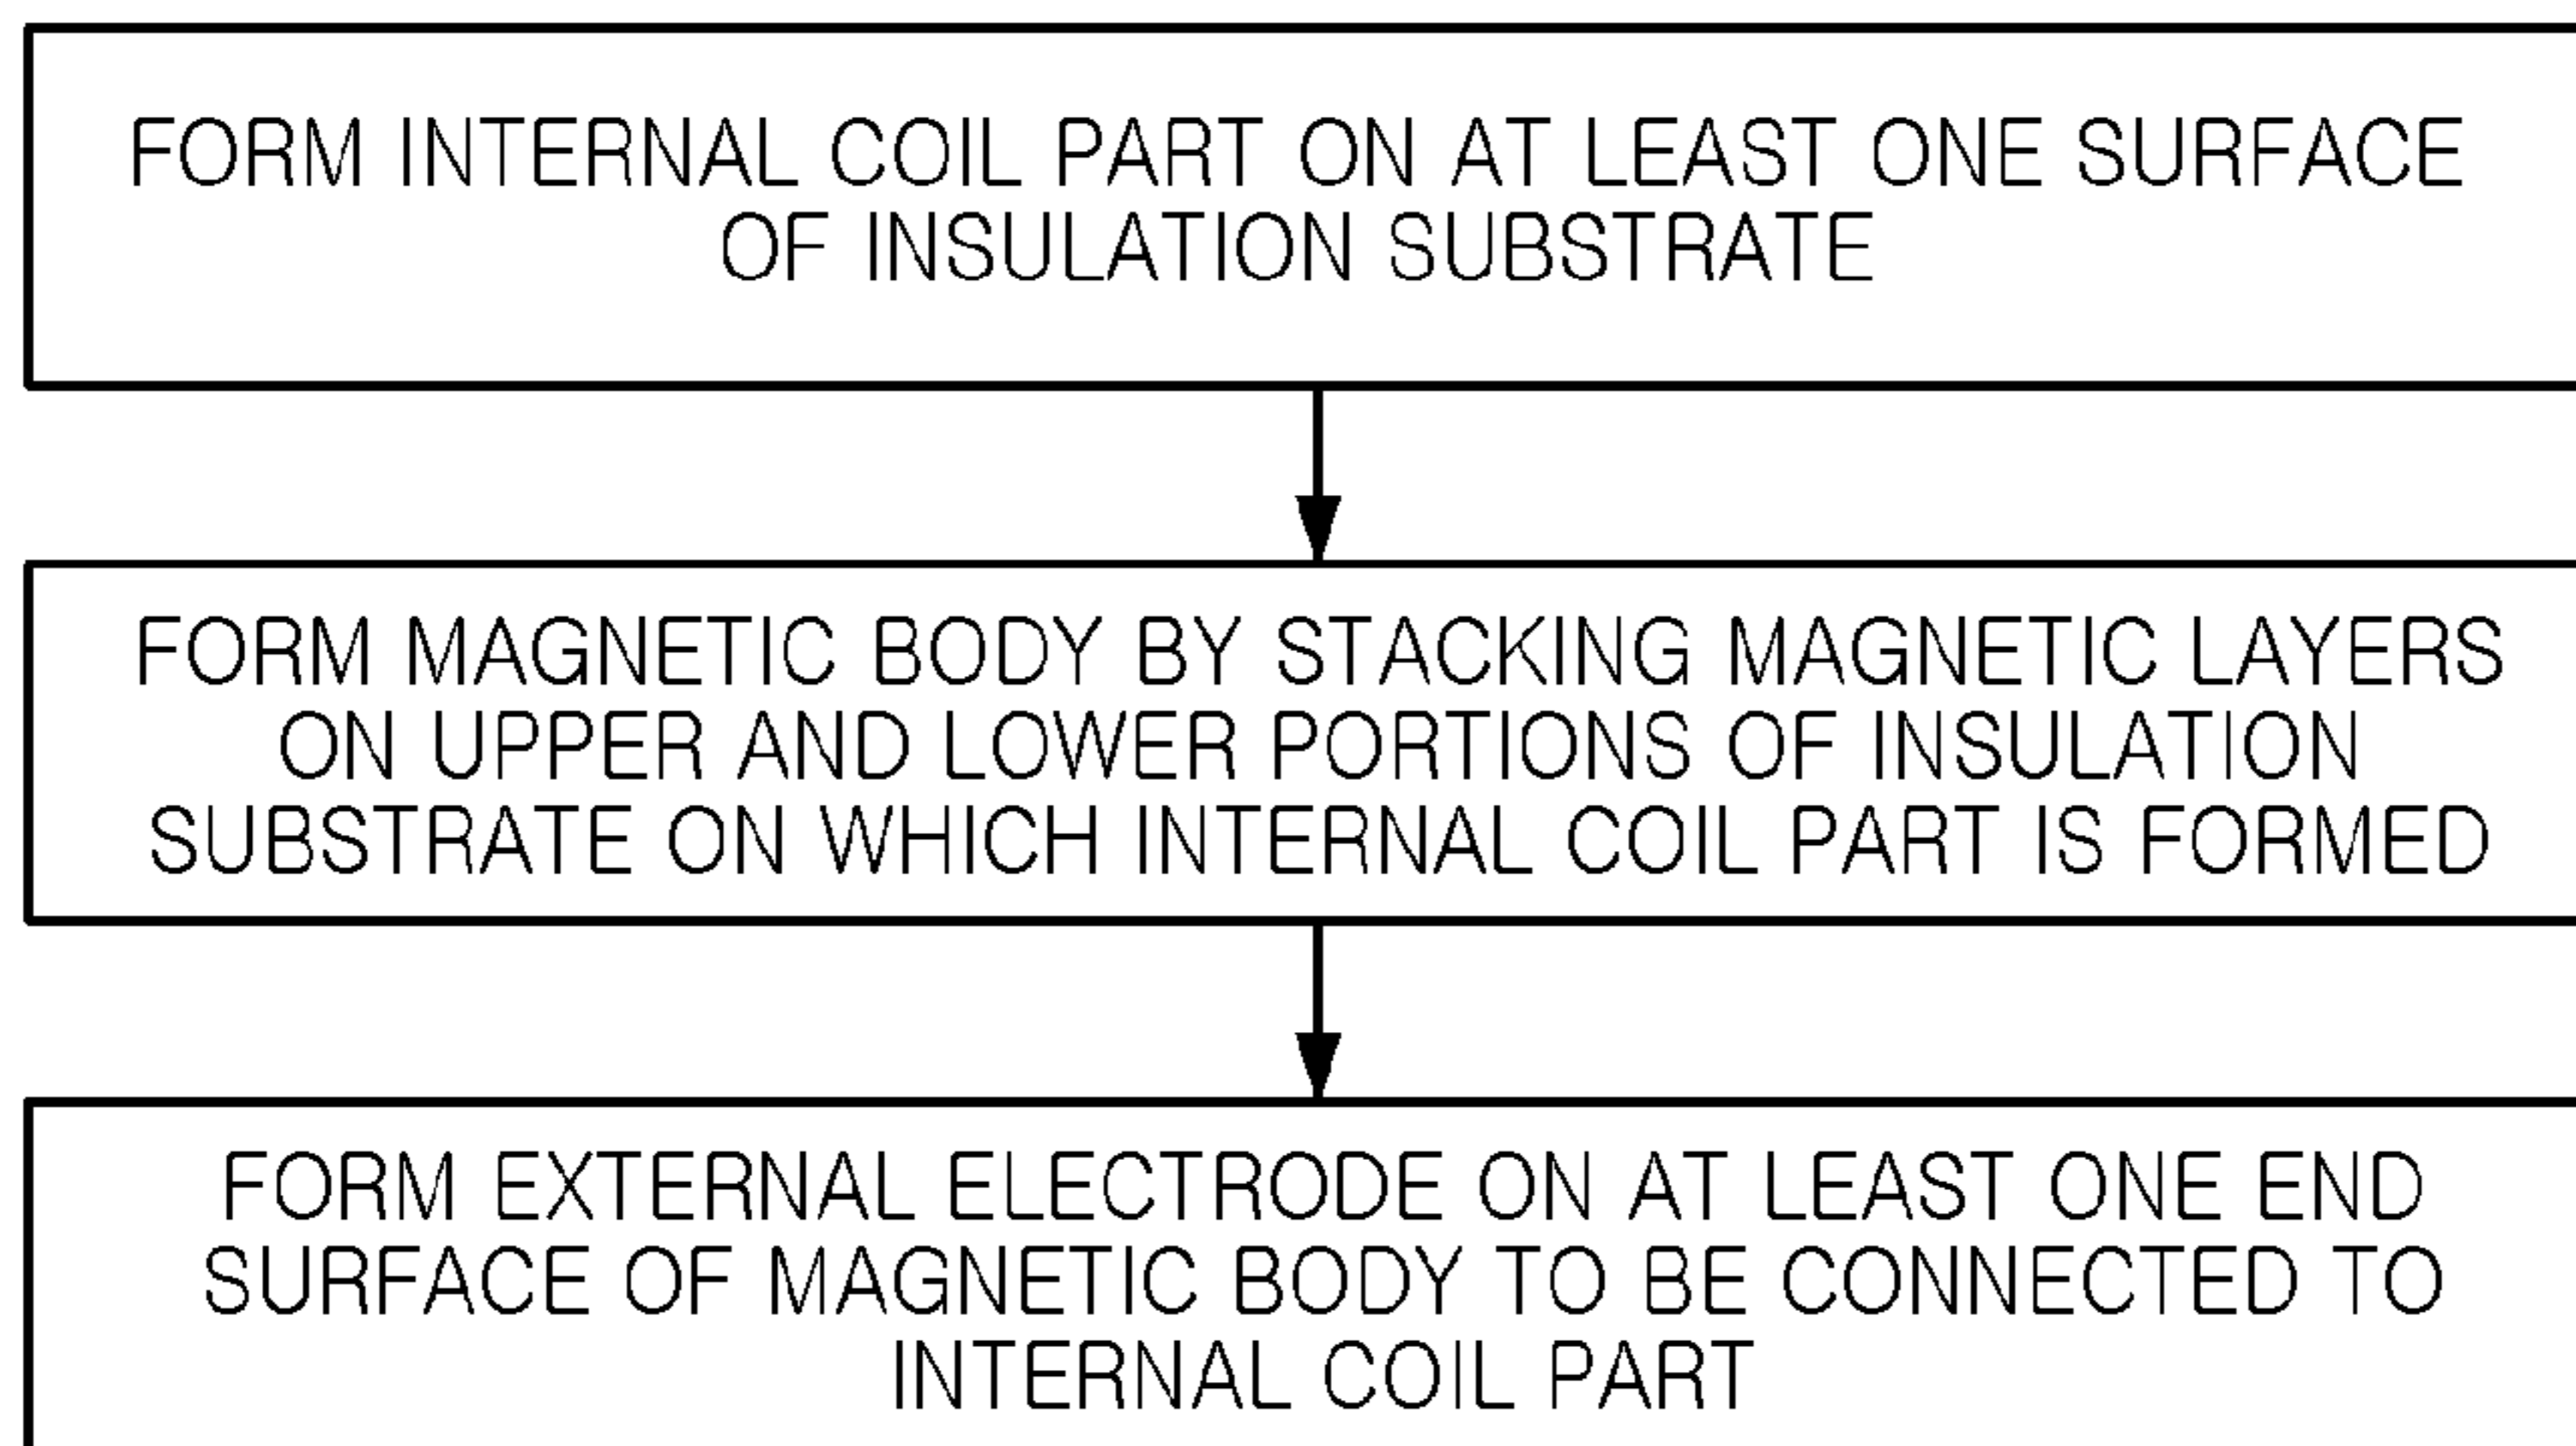 FORM INTERNAL COIL PART ON AT LEAST ONE SURFACE
OF INSULATION SUBSTRATE
FORM MAGNETIC BODY BY STACKING MAGNETIC LAYERS
ON UPPER AND LOWER PORTIONS OF INSULATION
SUBSTRATE ON WHICH INTERNAL COIL PART IS FORMED
FORM EXTERNAL ELECTRODE ON AT LEAST ONE END
SURFACE OF MAGNETIC BODY TO BE CONNECTED TO
INTERNAL COIL PART